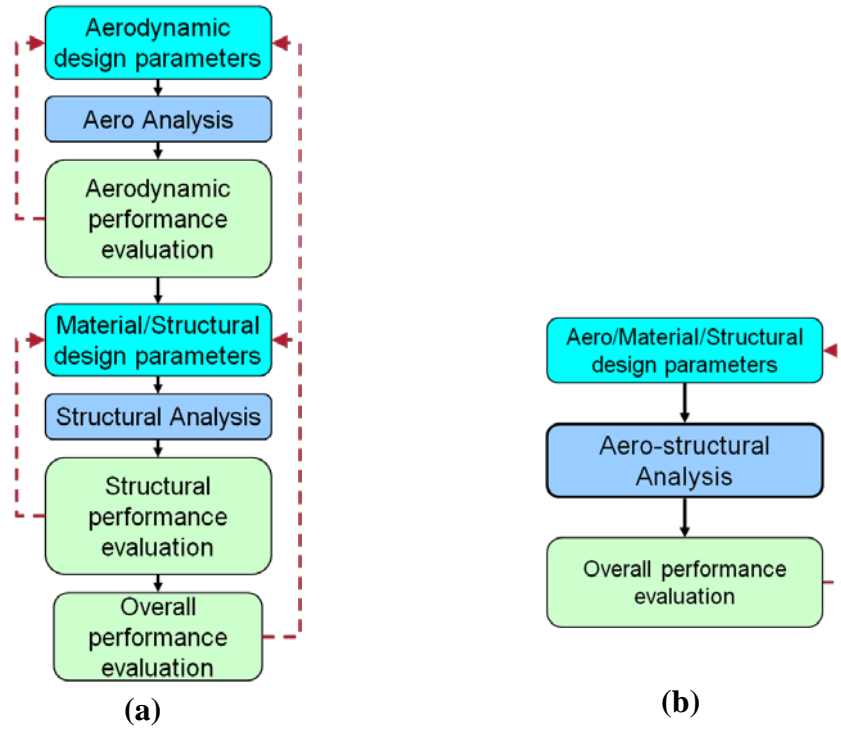 Aerodynamic
design parameters
Aero Analysis
Aerodynamic
performance
evaluation
Material/Structural
design parameters
Structural Analysis
Structural
performance
evaluation
Overall
performance
evaluation
(a)
Aero/Material/Structural
design parameters
Aero-structural
Analysis
Overall performance
evaluation
(b)